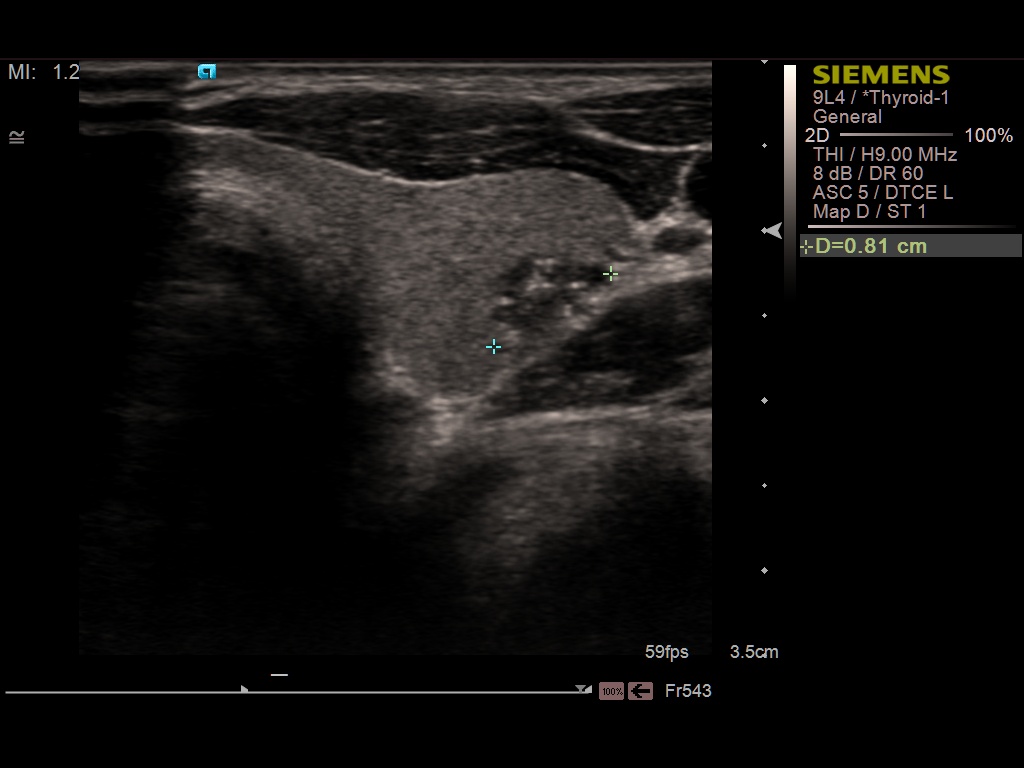 MI: 1.2
SIEMENS
9L4 / *Thyroid-1
General
2D 100%
THI / H9.00 MHz
8 dB / DR 60
ASC 5 / DTCE L
Map D / ST 1
D=0.81 cm
59fps 3.5cm
100% Fr543